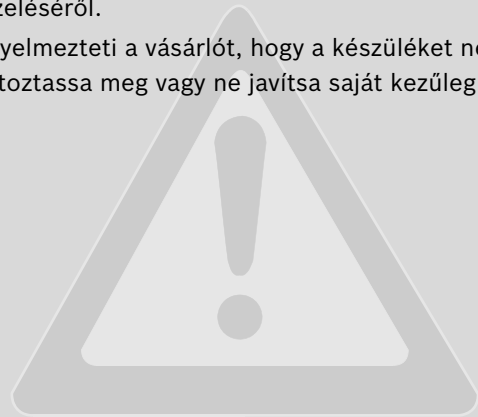 zeléséről.
yelmezteti a vásárlót, hogy a készüléket ne
toztassa meg vagy ne javítsa saját kezűleg